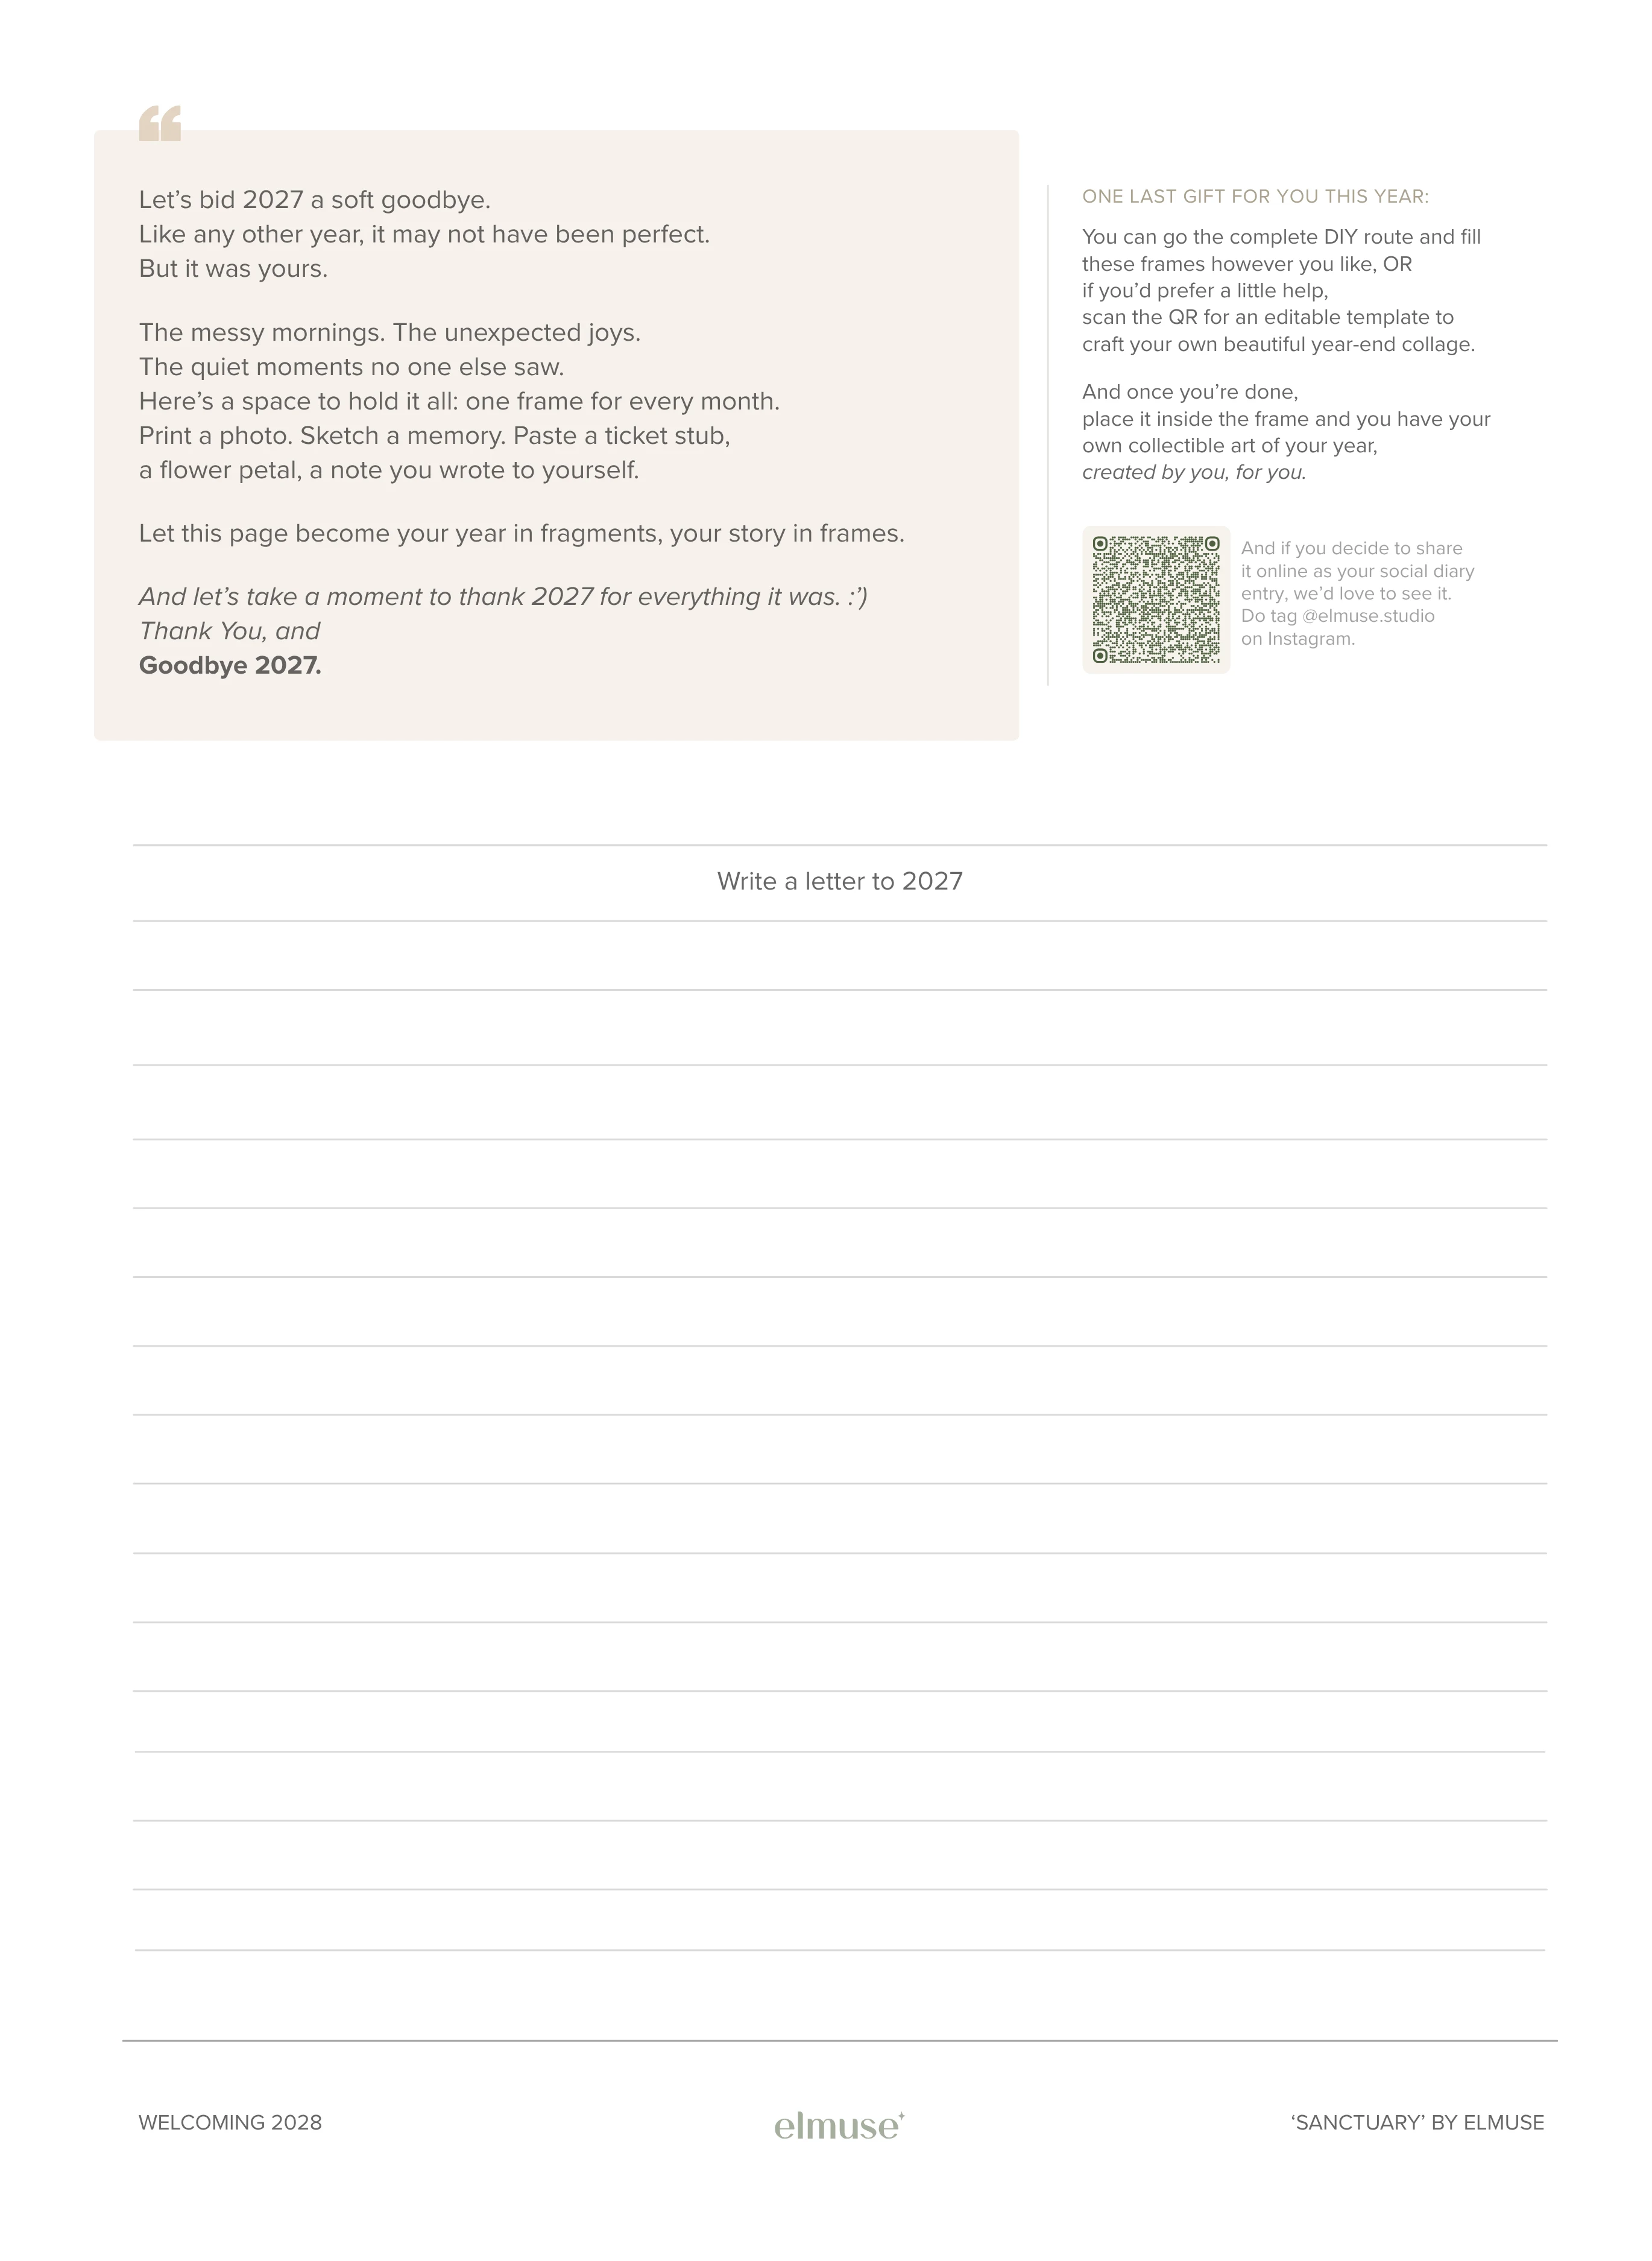 Let’s bid 2027 a soft goodbye.
Like any other year, it may not have been perfect.
But it was yours.
The messy mornings. The unexpected joys.
The quiet moments no one else saw.
Here’s a space to hold it all: one frame for every month.
Print a photo. Sketch a memory. Paste a ticket stub,
a flower petal, a note you wrote to yourself.
Let this page become your year in fragments, your story in frames.
And let’s take a moment to thank 2027 for everything it was. :’)
Thank You, and
Goodbye 2027.
ONE LAST GIFT FOR YOU THIS YEAR:
You can go the complete DIY route and fill
these frames however you like, OR
if you’d prefer a little help,
scan the QR for an editable template to
craft your own beautiful year-end collage.
And once you’re done,
place it inside the frame and you have your
own collectible art of your year,
created by you, for you.
And if you decide to share
it online as your social diary
entry, we’d love to see it.
Do tag @elmuse.studio
on Instagram.
Write a letter to 2027
WELCOMING 2028
elmuse
‘SANCTUARY’ BY ELMUSE